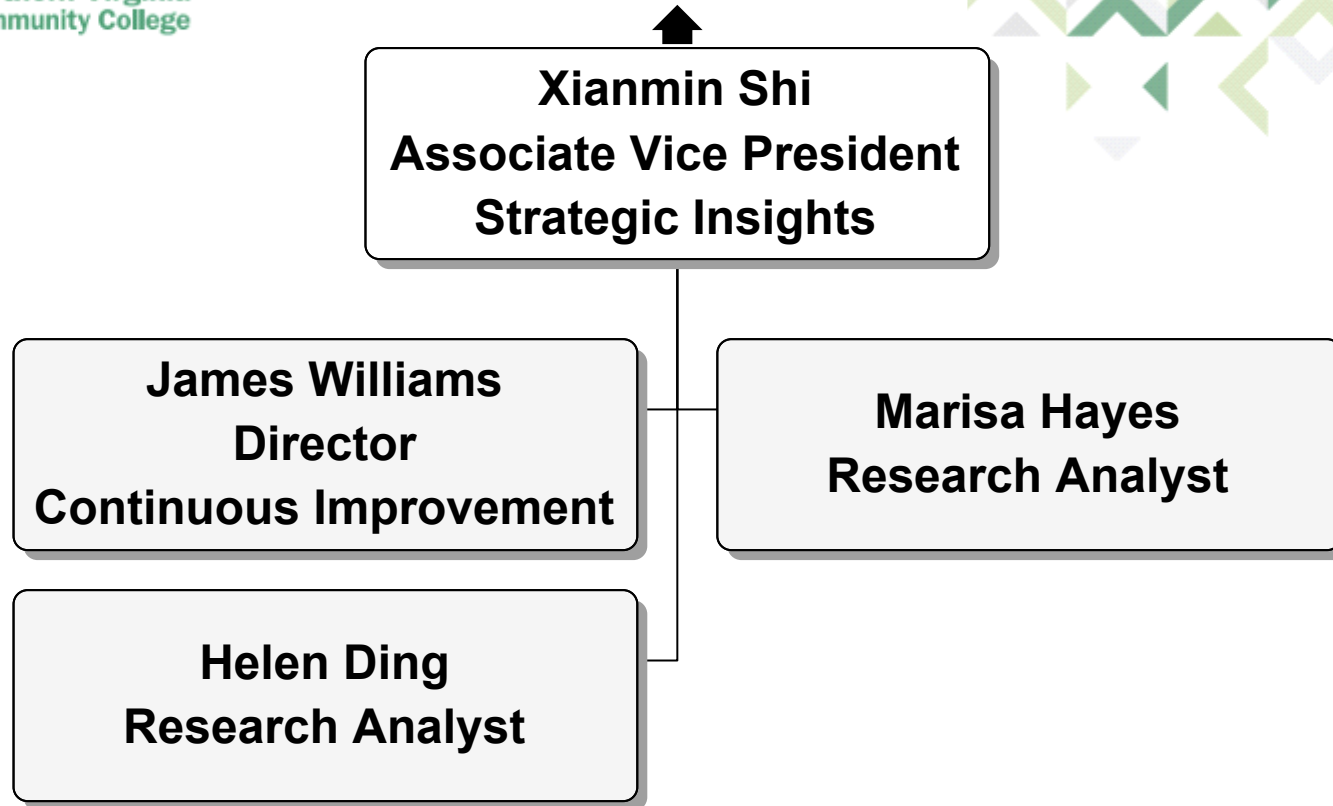 Community College
Xianmin Shi
Associate Vice President
Strategic Insights
James Williams
Director
Continuous Improvement
Marisa Hayes
Research Analyst
Helen Ding
Research Analyst